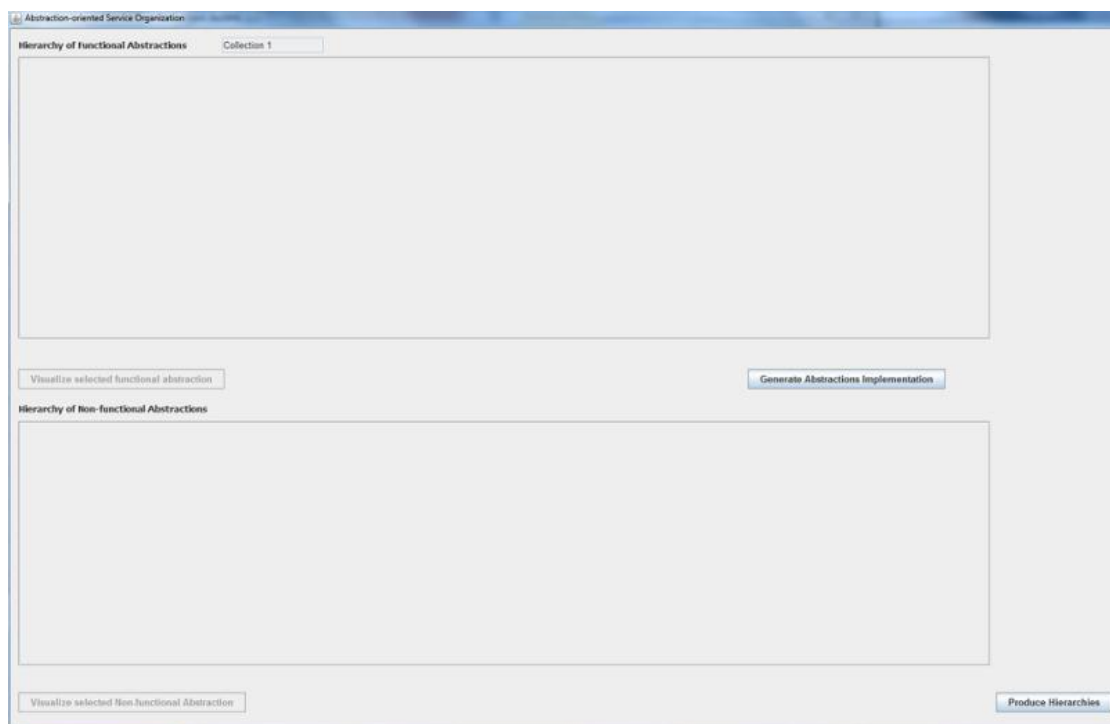 Abstraction-oriented Service Organization
Hierarchy of Functional Abstractions Collection 1
Visualize selected functional abstraction Generate Abstractions Implementation
Hierarchy of Non-functional Abstractions
Visualize selected Non-functional Abstraction Produce Hierarchies